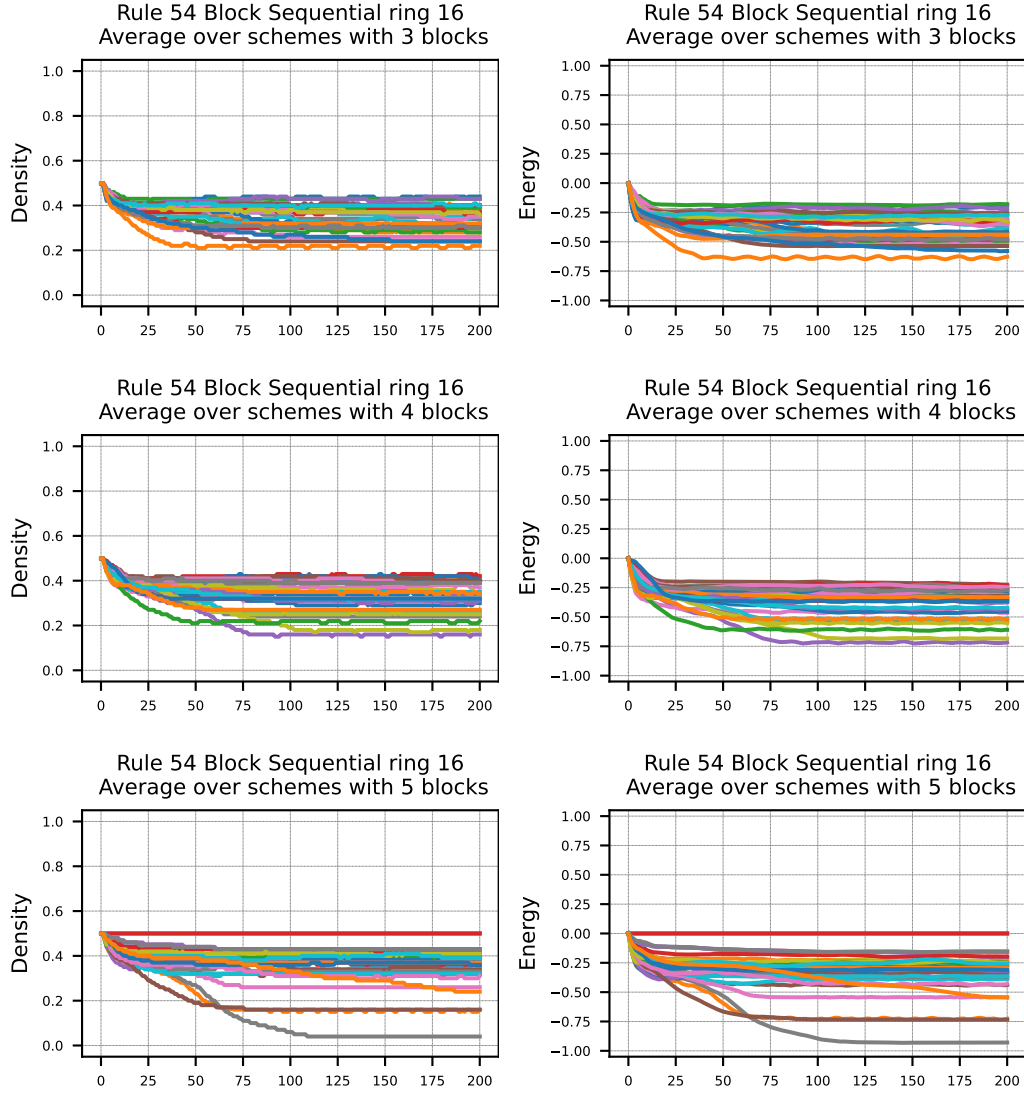 Rule 54 Block Sequential ring 16
Average over schemes with 3 blocks
Density
1.0
0.8
0.6
0.4
0.2
0.0
0 25 50 75 100 125 150 175 200
Rule 54 Block Sequential ring 16
Average over schemes with 3 blocks
Energy
1.00
0.75
0.50
0.25
0.00
−0.25
−0.50
−0.75
−1.00
0 25 50 75 100 125 150 175 200
Rule 54 Block Sequential ring 16
Average over schemes with 4 blocks
Density
1.0
0.8
0.6
0.4
0.2
0.0
0 25 50 75 100 125 150 175 200
Rule 54 Block Sequential ring 16
Average over schemes with 4 blocks
Energy
1.00
0.75
0.50
0.25
0.00
−0.25
−0.50
−0.75
−1.00
0 25 50 75 100 125 150 175 200
Rule 54 Block Sequential ring 16
Average over schemes with 5 blocks
Density
1.0
0.8
0.6
0.4
0.2
0.0
0 25 50 75 100 125 150 175 200
Rule 54 Block Sequential ring 16
Average over schemes with 5 blocks
Energy
1.00
0.75
0.50
0.25
0.00
−0.25
−0.50
−0.75
−1.00
0 25 50 75 100 125 150 175 200